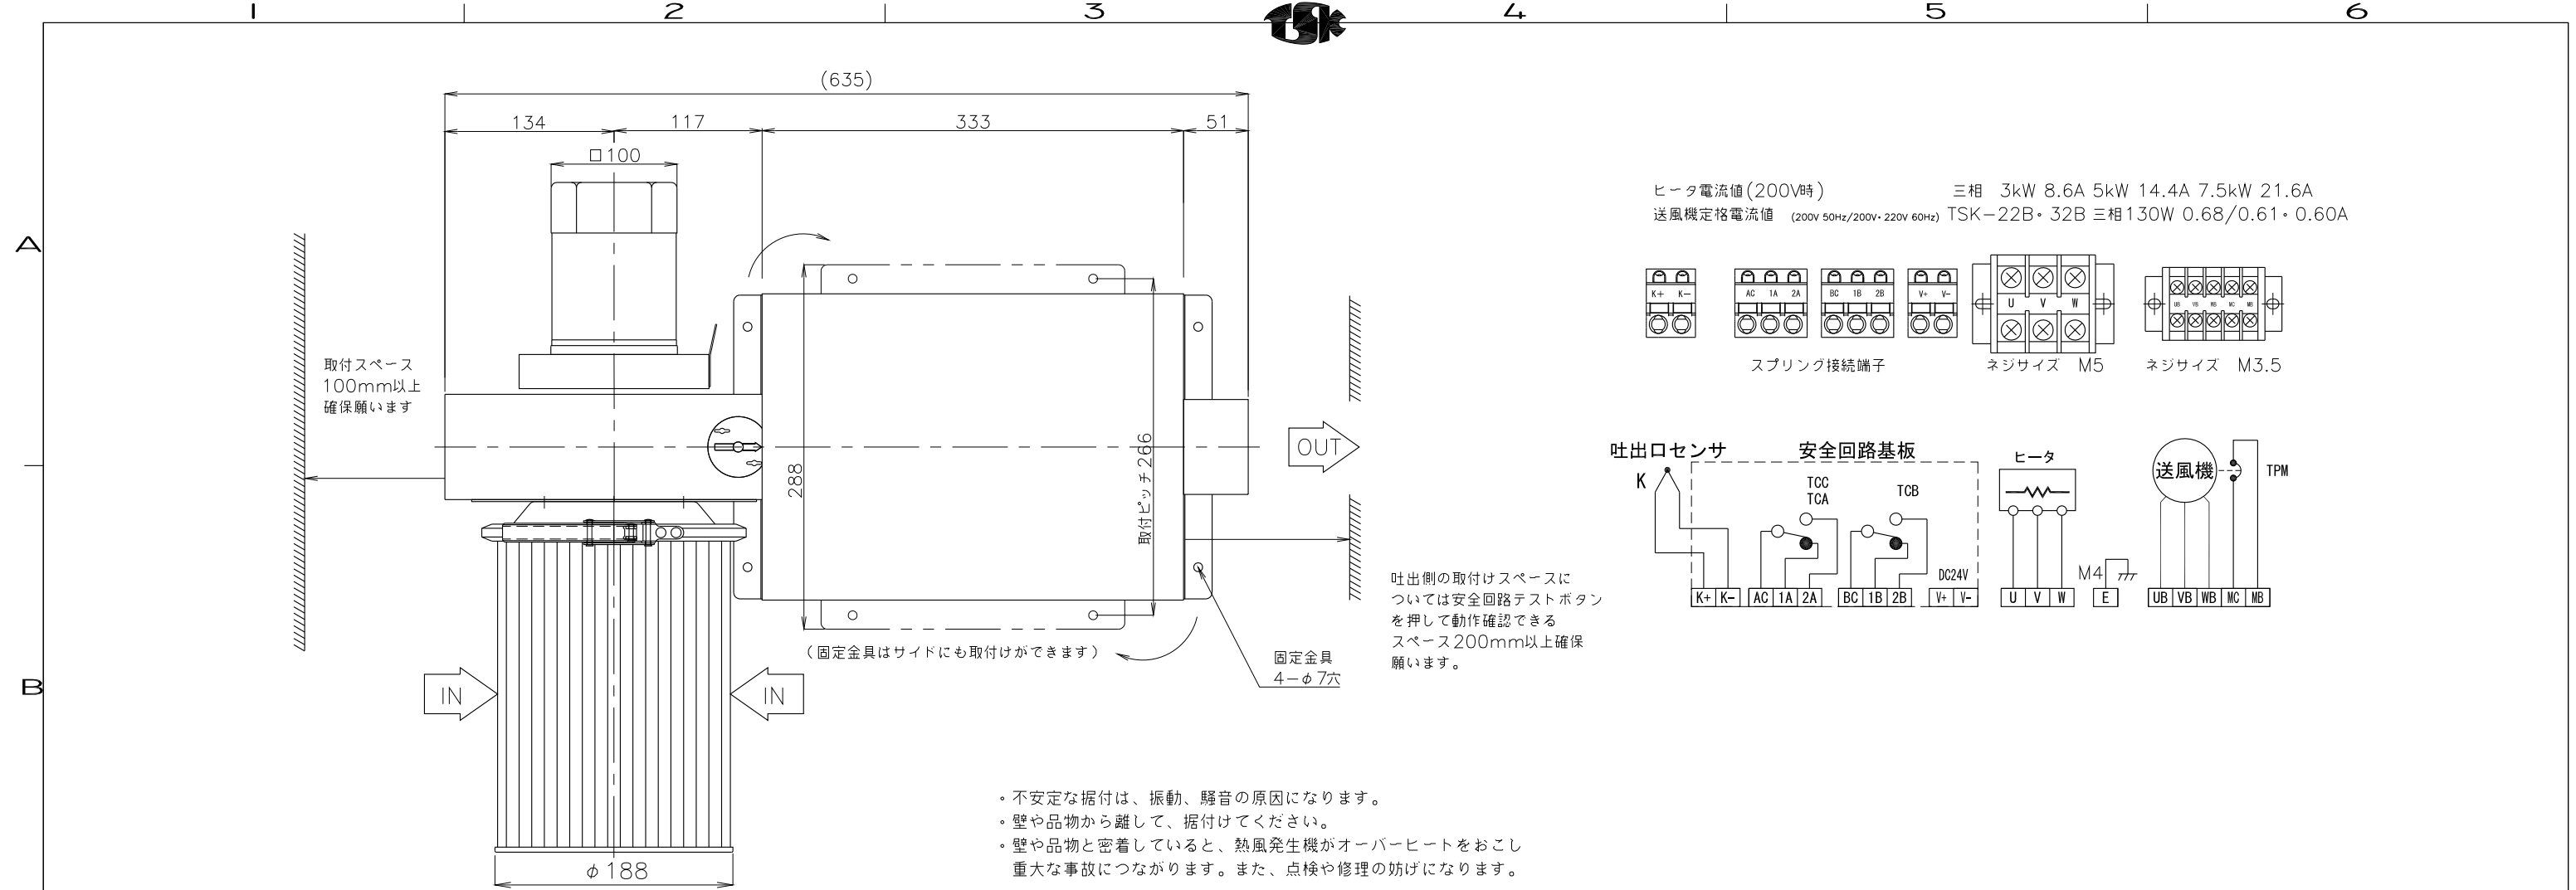 1 2 3 TSK 4 5 6
A
B
(635)
134 117 333 51
□100
取付スペース
100mm以上
確保願います
288
取付ピッチ266
OUT
(固定金具はサイドにも取付けができます)
固定金具
4-φ7穴
IN IN
φ188
吐出側の取付けスペースに
ついては安全回路テストボタン
を押して動作確認できる
スペース200mm以上確保
願います。
・不安定な据付は、振動、騒音の原因になります。
・壁や品物から離して、据付けてください。
・壁や品物と密着していると、熱風発生機がオーバーヒートをおこし
重大な事故につながります。また、点検や修理の妨げになります。
ヒータ電流値(200V時) 三相 3kW 8.6A 5kW 14.4A 7.5kW 21.6A
送風機定格電流値 (200V 50Hz/200V・220V 60Hz) TSK-22B・32B 三相130W 0.68/0.61・0.60A
K+ K- AC 1A 2A BC 1B 2B V+ V- U V W UB VB WB MC MB
スプリング接続端子 ネジサイズ M5 ネジサイズ M3.5
吐出口センサ 安全回路基板 ヒータ 送風機 TPM
K
TCC
TCA
TCB
DC24V
M4
K+ K- AC 1A 2A BC 1B 2B V+ V- U V W E UB VB WB MC MB